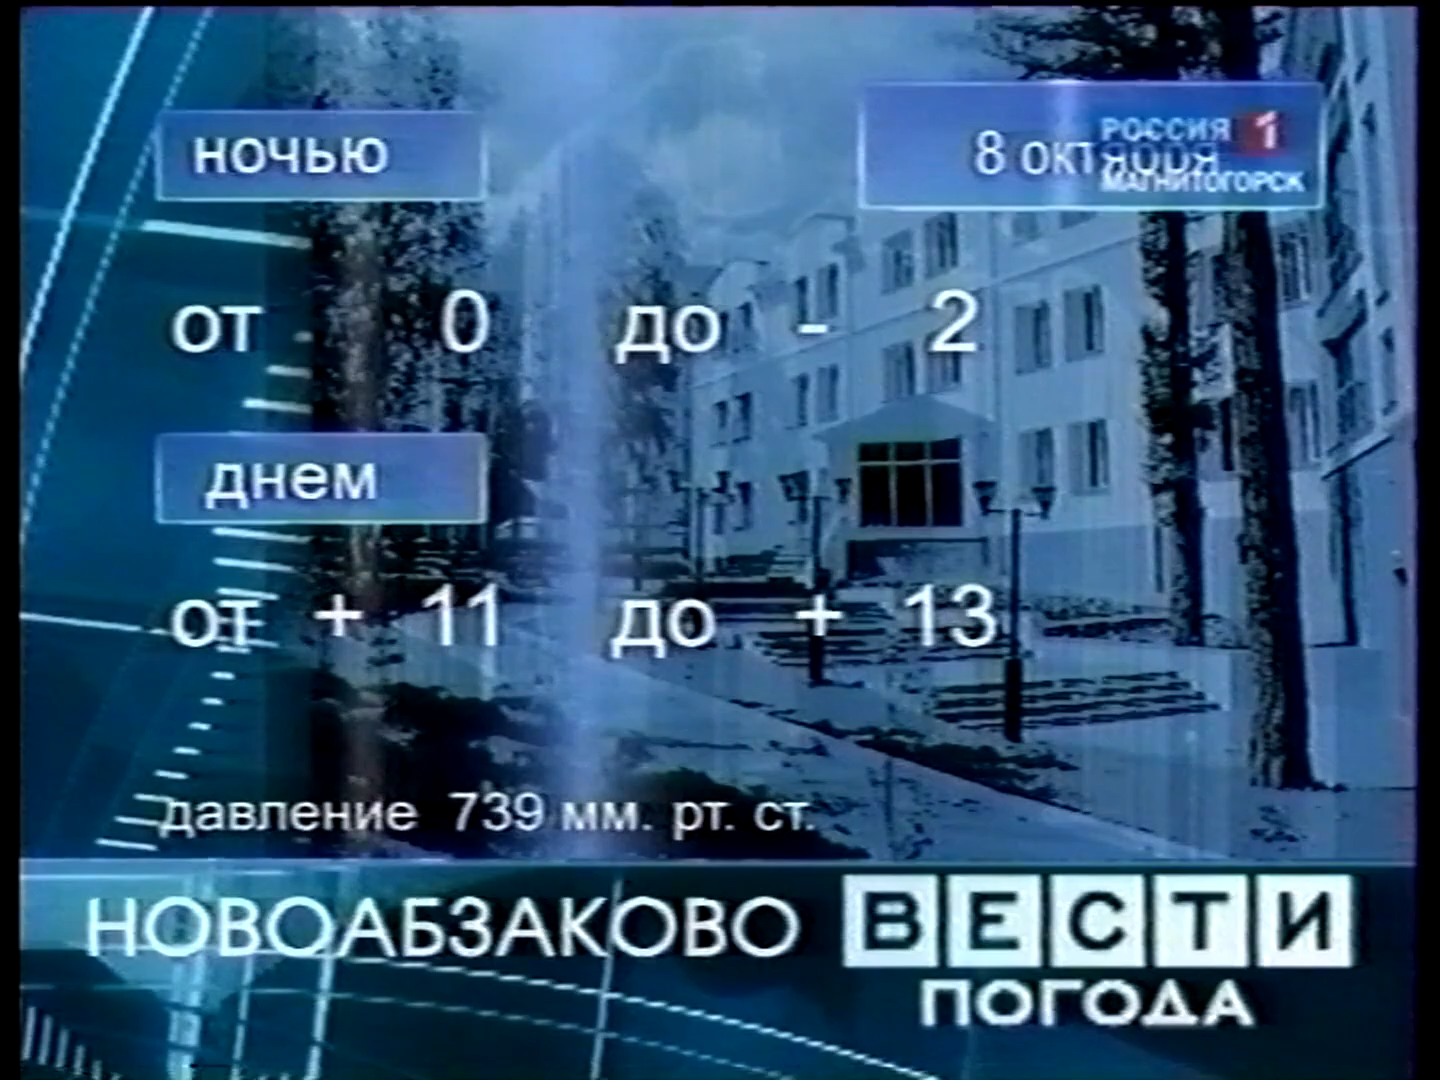 ночью
8 октября
РОССИЯ 1
МАГНИТОГОРСК
от 0 до - 2
днем
от + 11 до + 13
давление 739 мм. рт. ст.
НОВОАБЗАКОВО
ВЕСТИ
ПОГОДА